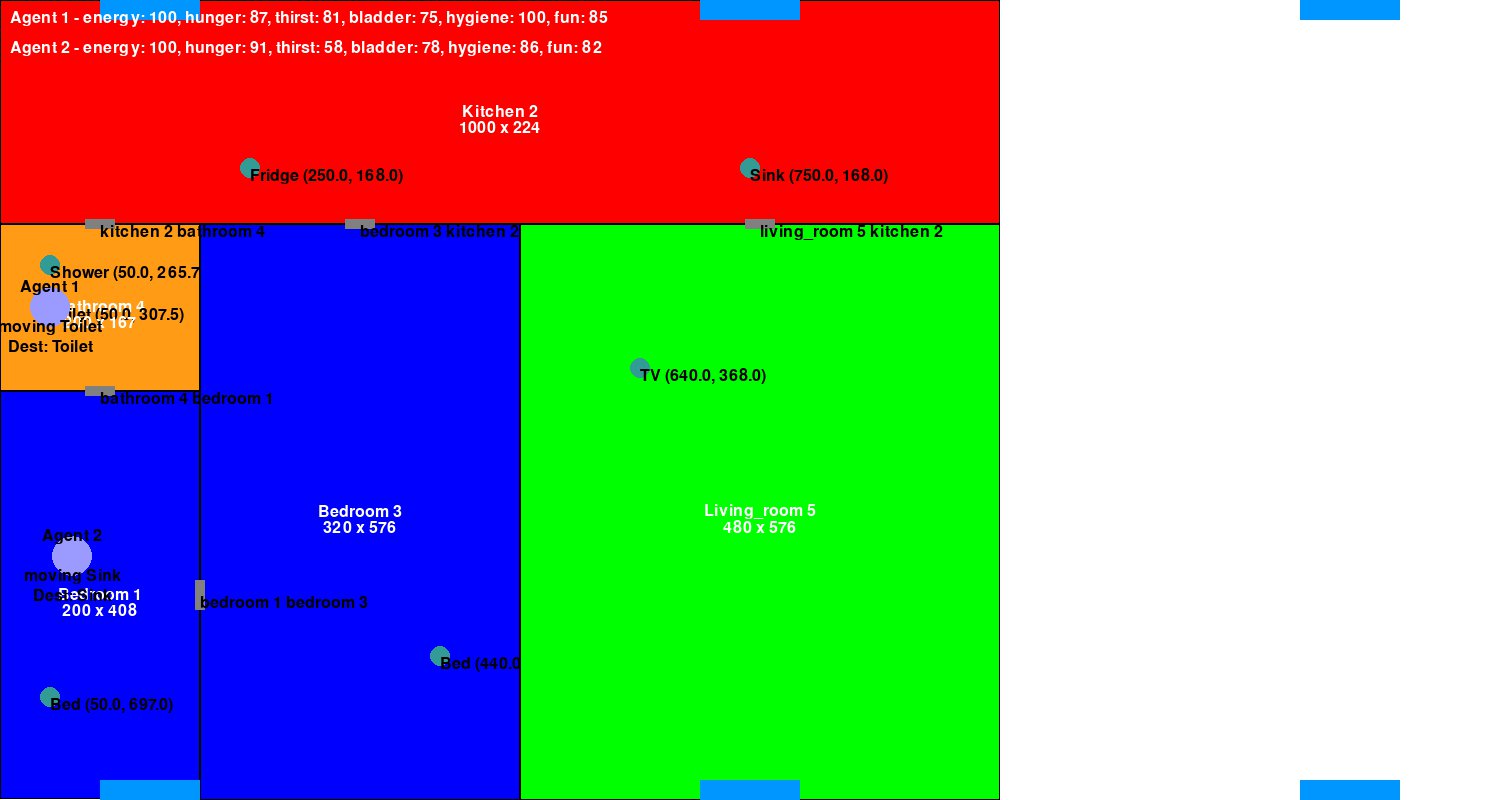 Agent 1 - energy: 100, hunger: 87, thirst: 81, bladder: 75, hygiene: 100, fun: 85
Agent 2 - energy: 100, hunger: 91, thirst: 58, bladder: 78, hygiene: 86, fun: 82
Kitchen 2
1000 x 224
Fridge (250.0, 168.0)
Sink (750.0, 168.0)
kitchen 2 bathroom 4
bedroom 3 kitchen 2
living_room 5 kitchen 2
Shower (50.0, 265.7
Agent 1
athroom 4
ilet (50.0, 307.5)
x 167
moving Toilet
Dest: Toilet
TV (640.0, 368.0)
bathroom 4 bedroom 1
Bedroom 3
320 x 576
Living_room 5
480 x 576
Agent 2
moving Sink
Dest: Sink
Bedroom 1
200 x 408
bedroom 1 bedroom 3
Bed (440.0
Bed (50.0, 697.0)